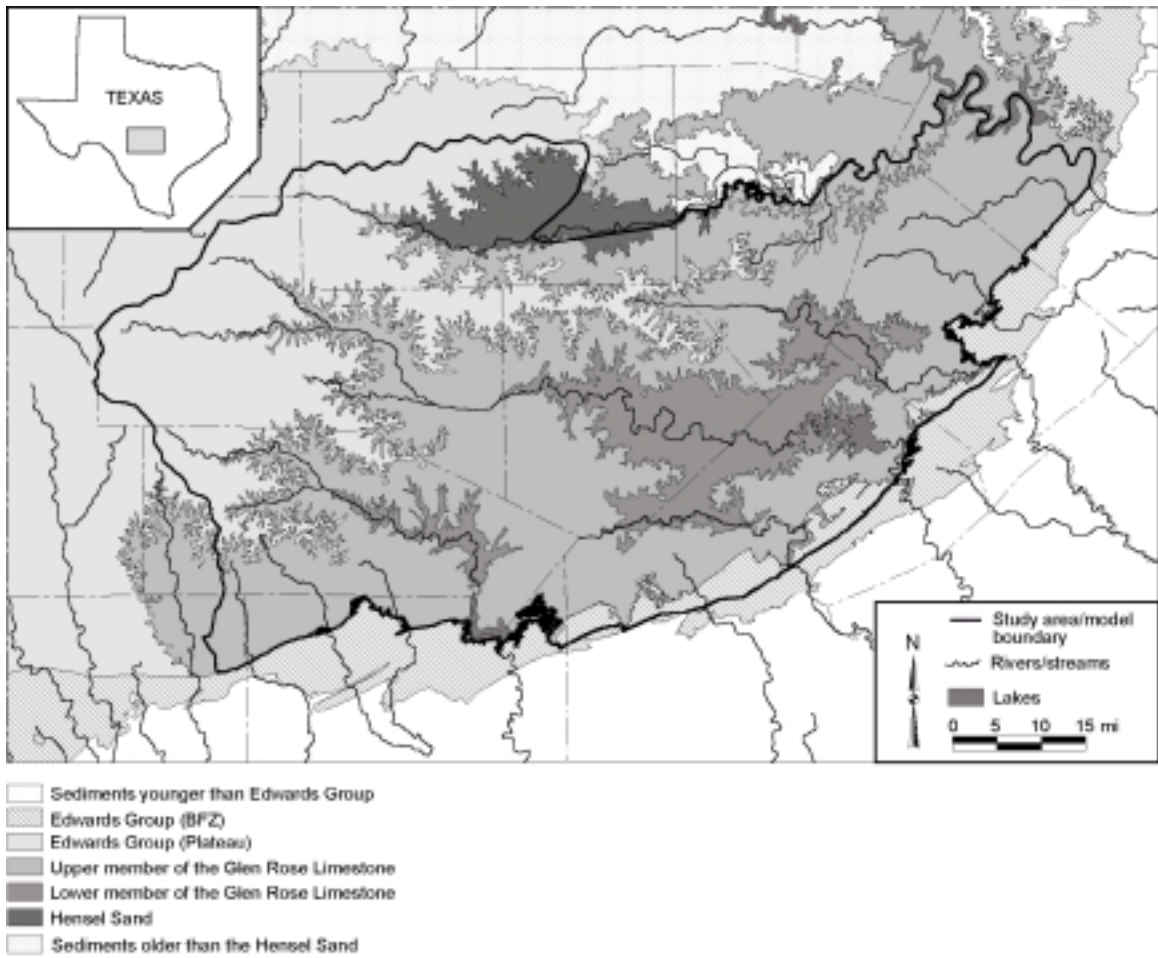 TEXAS
N
Study area/model
boundary
Rivers/streams
Lakes
0 5 10 15 mi
Sediments younger than Edwards Group
Edwards Group (BFZ)
Edwards Group (Plateau)
Upper member of the Glen Rose Limestone
Lower member of the Glen Rose Limestone
Hensel Sand
Sediments older than the Hensel Sand